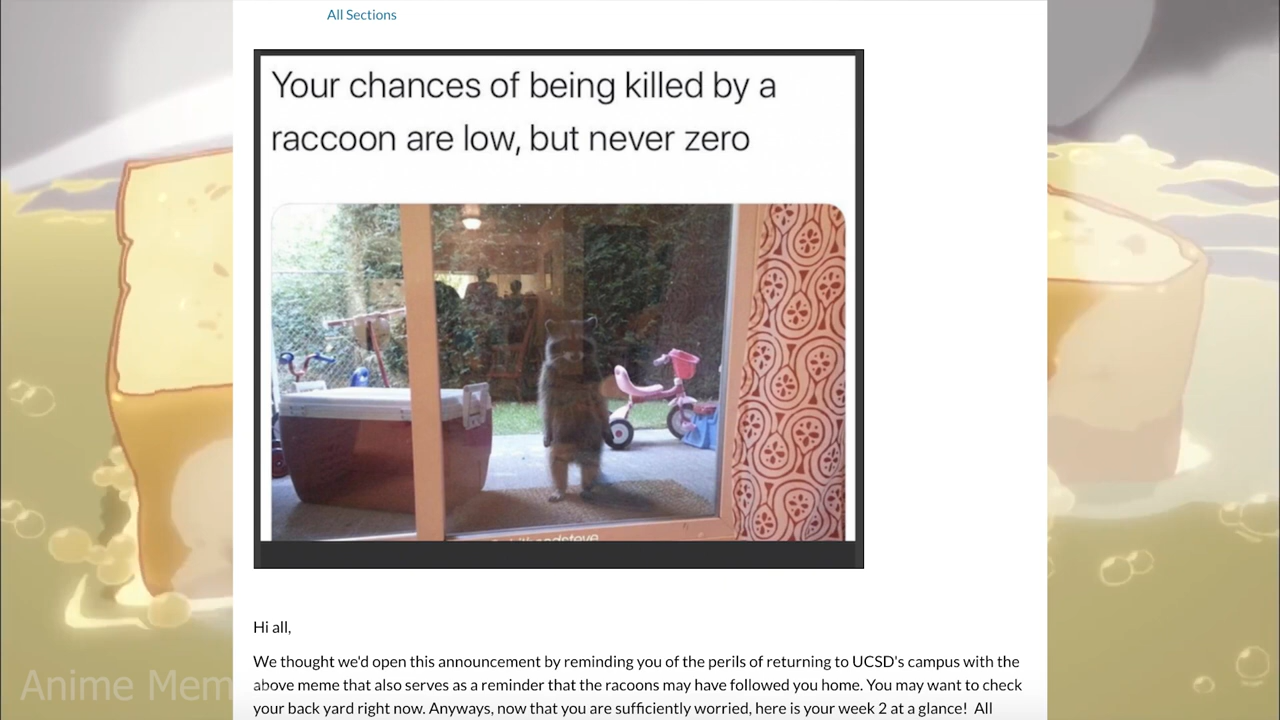 All Sections
Your chances of being killed by a
raccoon are low, but never zero
Hi all,
We thought we'd open this announcement by reminding you of the perils of returning to UCSD's campus with the
above meme that also serves as a reminder that the racoons may have followed you home. You may want to check
your back yard right now. Anyways, now that you are sufficiently worried, here is your week 2 at a glance!  All
Anime Mem